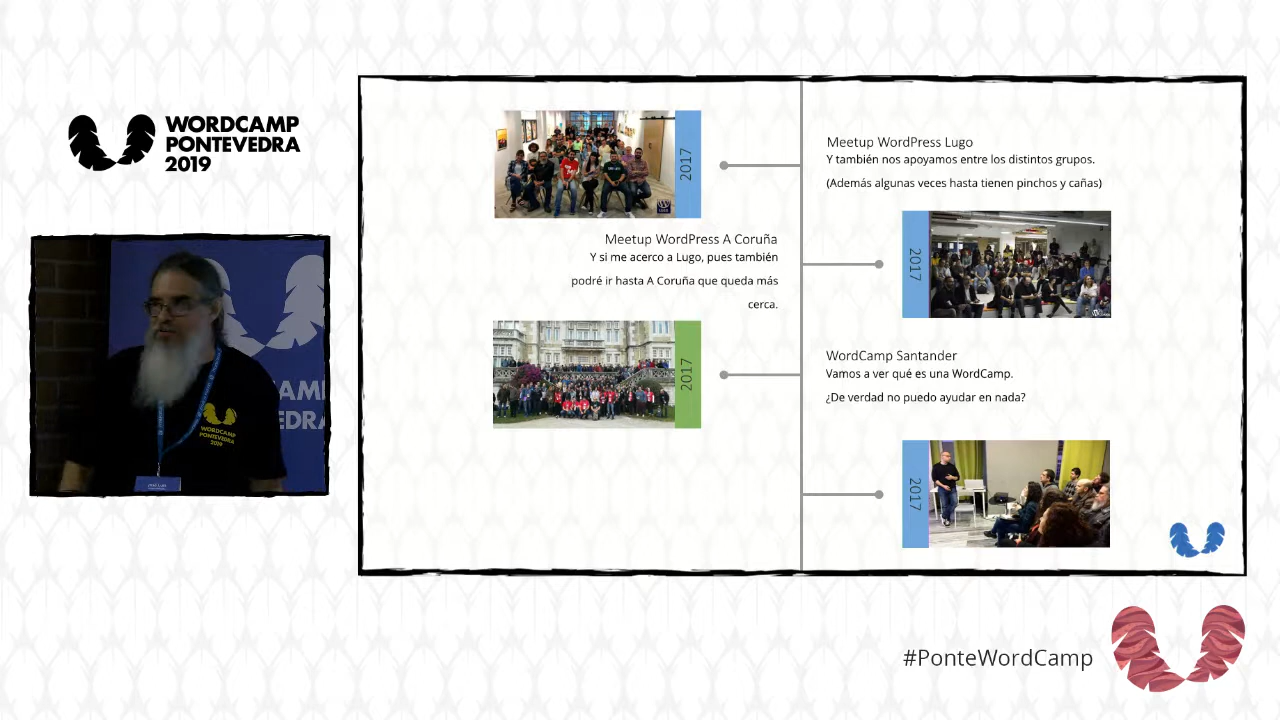 WORDCAMP
PONTEVEDRA
2019
2017
Meetup WordPress Lugo
Y también nos apoyamos entre los distintos grupos.
(Además algunas veces hasta tienen pinchos y cañas)
Meetup WordPress A Coruña
Y si me acerco a Lugo, pues también
podré ir hasta A Coruña que queda más
cerca.
2017
2017
WordCamp Santander
Vamos a ver qué es una WordCamp.
¿De verdad no puedo ayudar en nada?
2017
WORDCAMP
PONTEVEDRA
2019
#PonteWordCamp